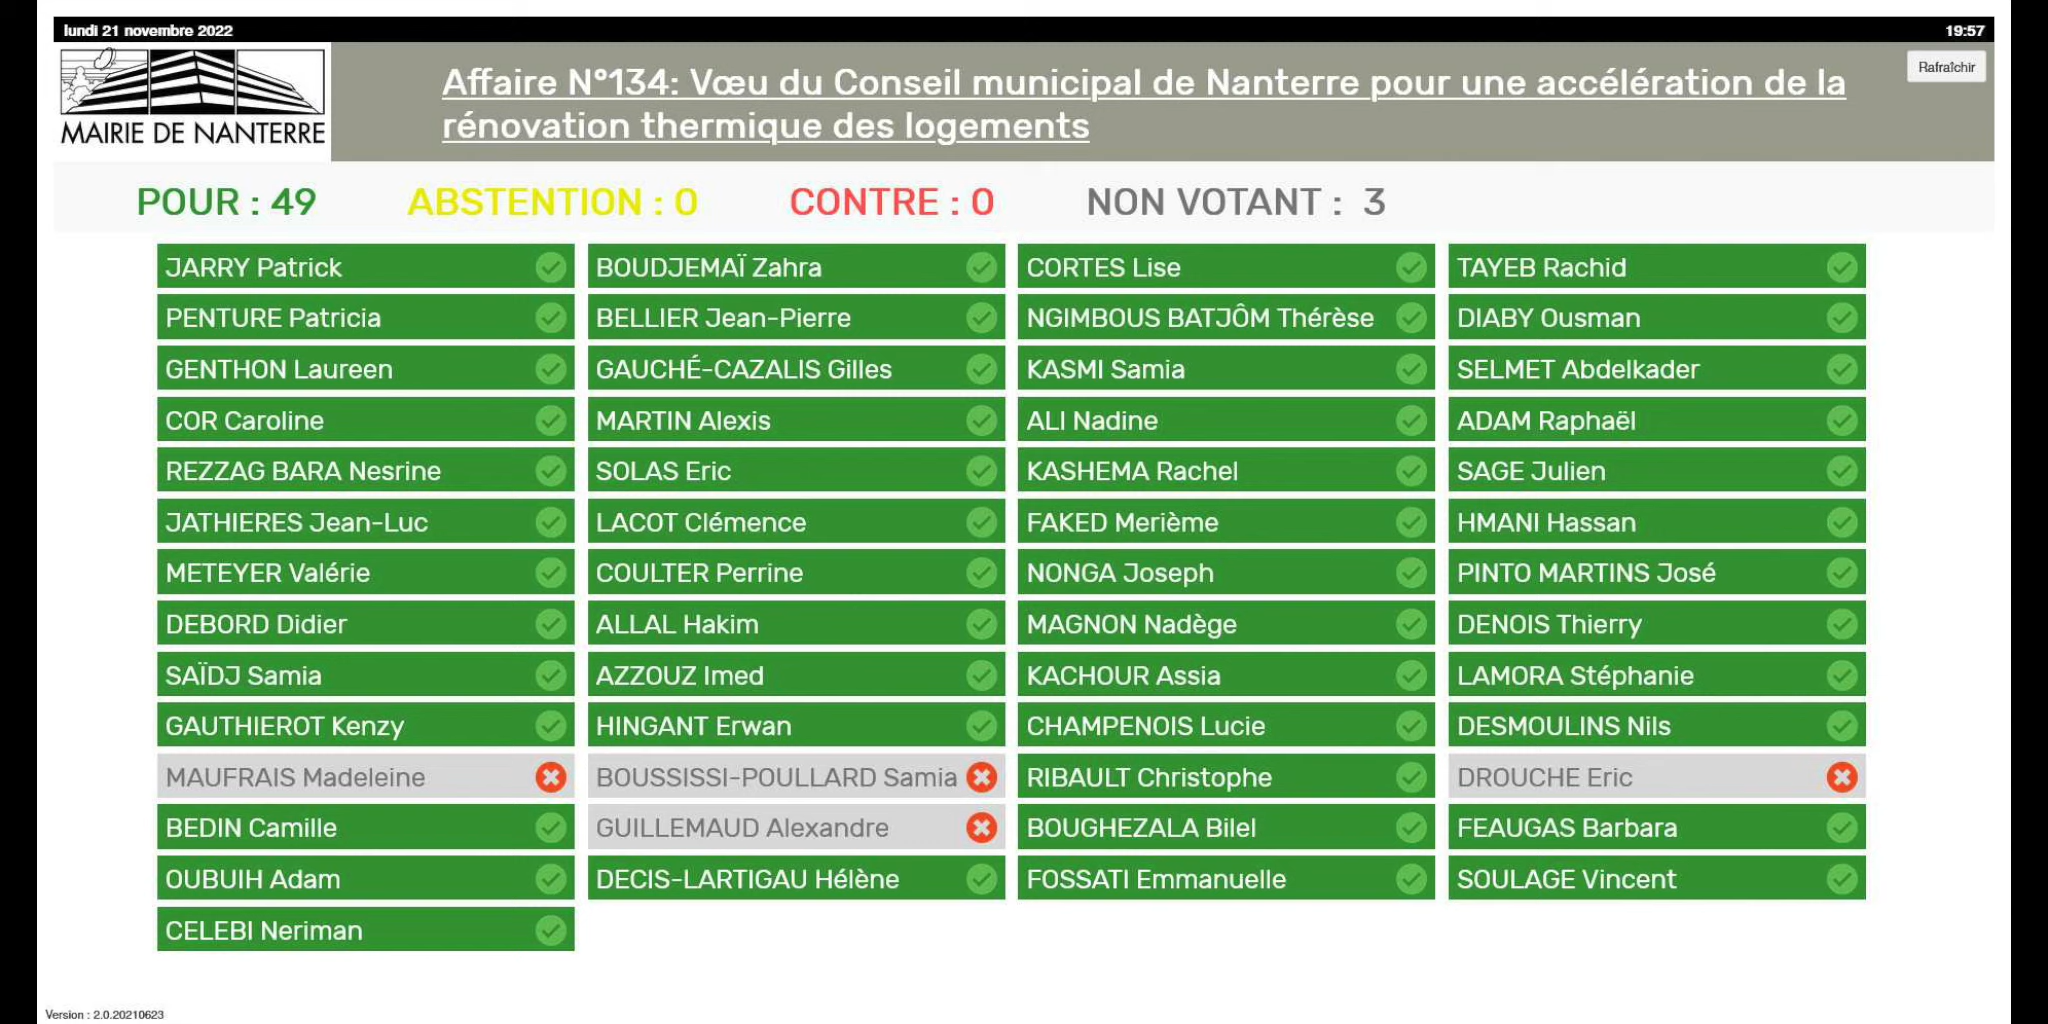 lundi 21 novembre 2022
19:57
MAIRIE DE NANTERRE
Affaire N°134: Vœu du Conseil municipal de Nanterre pour une accélération de la
rénovation thermique des logements
Rafraîchir
POUR : 49 ABSTENTION : 0 CONTRE : 0 NON VOTANT : 3
JARRY Patrick BOUDJEMAÏ Zahra CORTES Lise TAYEB Rachid
PENTURE Patricia BELLIER Jean-Pierre NGIMBOUS BATJÔM Thérèse DIABY Ousman
GENTHON Laureen GAUCHÉ-CAZALIS Gilles KASMI Samia SELMET Abdelkader
COR Caroline MARTIN Alexis ALI Nadine ADAM Raphaël
REZZAG BARA Nesrine SOLAS Eric KASHEMA Rachel SAGE Julien
JATHIERES Jean-Luc LACOT Clémence FAKED Merième HMANI Hassan
METEYER Valérie COULTER Perrine NONGA Joseph PINTO MARTINS José
DEBORD Didier ALLAL Hakim MAGNON Nadège DENOIS Thierry
SAÏDJ Samia AZZOUZ Imed KACHOUR Assia LAMORA Stéphanie
GAUTHIEROT Kenzy HINGANT Erwan CHAMPENOIS Lucie DESMOULINS Nils
MAUFRAIS Madeleine BOUSSISSI-POULLARD Samia RIBAULT Christophe DROUCHE Eric
BEDIN Camille GUILLEMAUD Alexandre BOUGHEZALA Bilel FEAUGAS Barbara
OUBUIH Adam DECIS-LARTIGAU Hélène FOSSATI Emmanuelle SOULAGE Vincent
CELEBI Neriman
Version : 2.0.20210623